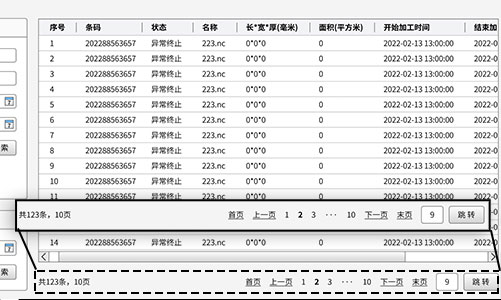 序号 条码 状态 名称 长*宽*厚(毫米) 面积(平方米) 开始加工时间 结束加
1 202288563657 异常终止 223.nc 0*0*0 0 2022-02-13 13:00:00 2022-0
2 202288563657 异常终止 223.nc 0*0*0 0 2022-02-13 13:00:00 2022-0
3 202288563657 异常终止 223.nc 0*0*0 0 2022-02-13 13:00:00 2022-0
4 202288563657 异常终止 223.nc 0*0*0 0 2022-02-13 13:00:00 2022-0
5 202288563657 异常终止 223.nc 0*0*0 0 2022-02-13 13:00:00 2022-0
6 202288563657 异常终止 223.nc 0*0*0 0 2022-02-13 13:00:00 2022-0
7 202288563657 异常终止 223.nc 0*0*0 0 2022-02-13 13:00:00 2022-0
索
8 202288563657 异常终止 223.nc 0*0*0 0 2022-02-13 13:00:00 2022-0
9 202288563657 异常终止 223.nc 0*0*0 0 2022-02-13 13:00:00 2022-0
10 202288563657 异常终止 223.nc 0*0*0 0 2022-02-13 13:00:00 2022-0
11 202288563657 异常终止 223.nc 0*0*0 0 2022-02-13 13:00:00 2022-0
共123条，10页 首页 上一页 1 2 3 ··· 10 下一页 末页 9 跳 转
14 202288563657 异常终止 223.nc 0*0*0 0 2022-02-13 13:00:00 2022-0
索
共123条，10页 首页 上一页 1 2 3 ··· 10 下一页 末页 9 跳 转